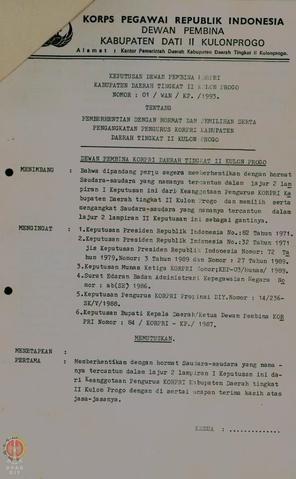 KORPS PEGAWAI REPUBLIK INDONESIA
DEWAN PEMBINA
KABUPATEN DATI II KULONPROGO
Alamat : Kantor Pemerintah Daerah Kabupaten Daerah Tingkat II Kulonprogo.
KEPUTUSAN DEWAN PEMBINA KORPRI
KABUPATEN DAERAH TINGKAT II KULON PROGO
NOMOR : 01 / WAN / KP. /1993.
TENTANG
PEMBERHENTIAN DENGAN HORMAT DAN PEMILIHAN SERTA
PENGANGKATAN PENGURUS KORPRI KABUPATEN
DAERAH TINGKAT II KULON PROGO
DEWAN PEMBINA KORPRI DAERAH TINGKAT II KULON PROGO
MENIMBANG : Bahwa dipandang perlu segera memberhentikan dengan hormat
Saudara-saudara yang namanya tercantum dalam lajur 2 lam
piran I Keputusan ini dari Keanggotaan Pengurus KORPRI Ka
bupaten Daerah Tingkat II Kulon Progo dan memilih serta
mengangkat Saudara-saudara yang namanya tercantum dalam
lajur 2 lampiran II Keputusan ini sebagai gantinya.
MENGINGAT : 1.Keputusan Presiden Republik Indonesia No.:82 Tahun 1971.
2.Keputusan Presiden Republik Indonesia No.:32 Tahun 1971
jis Keputusan Presiden Republik Indonesia Nomor: 72 Ta
hun 1979, Nomor: 3 Tahun 1989 dan Nomor : 27 Tahun 1989.
3.Keputusan Munas Ketiga KORPRI Nomor;KEP-03/Munas/ 1989.
4.Surat Edaran Badan Administrasi Kepegawaian Negara No
mor : 1986.
5.Keputusan Pengurus KORPRI Propinsi DIY.Nomor :14/236-
SK/Y/1988.
6.Keputusan Bupati Kepala Daerah/Ketua Dewan Pembina KOR
PRI Nomor : 84 / KORPRI - KP./ 1987.
MEMUTUSKAN.
MENETAPKAN :
PERTAMA : Memberhentikan dengan hormat Saudara-saudara yang nama-
nya tercantum dalam lajur 2 lampiran I Keputusan ini da-
ri Keanggotaan Pengurus KORPRI Kabupaten Daerah tingkat
II Kulon Progo dengan di sertai ucapan terima kasih atas
jasa-jasanya.
KEDUA : ..............